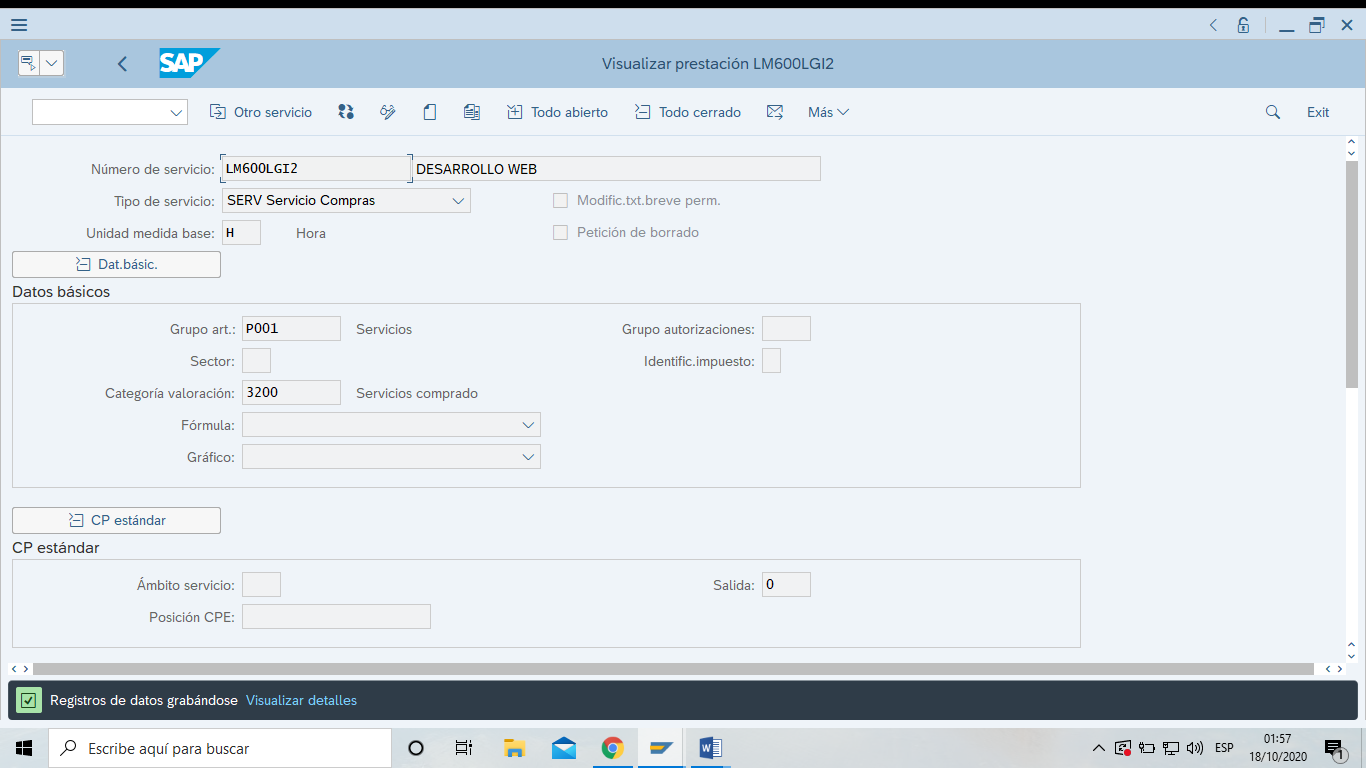 SAP
Visualizar prestación LM600LGI2
Otro servicio
Todo abierto
Todo cerrado
Más
Exit
Número de servicio: LM600LGI2 DESARROLLO WEB
Tipo de servicio: SERV Servicio Compras
Modific.txt.breve perm.
Unidad medida base: H Hora
Petición de borrado
Dat.básic.
Datos básicos
Grupo art.: P001 Servicios
Grupo autorizaciones:
Sector:
Identific.impuesto:
Categoría valoración: 3200 Servicios comprado
Fórmula:
Gráfico:
CP estándar
CP estándar
Ámbito servicio:
Salida: 0
Posición CPE:
Registros de datos grabándose Visualizar detalles
Escribe aquí para buscar
ESP
01:57
18/10/2020
1